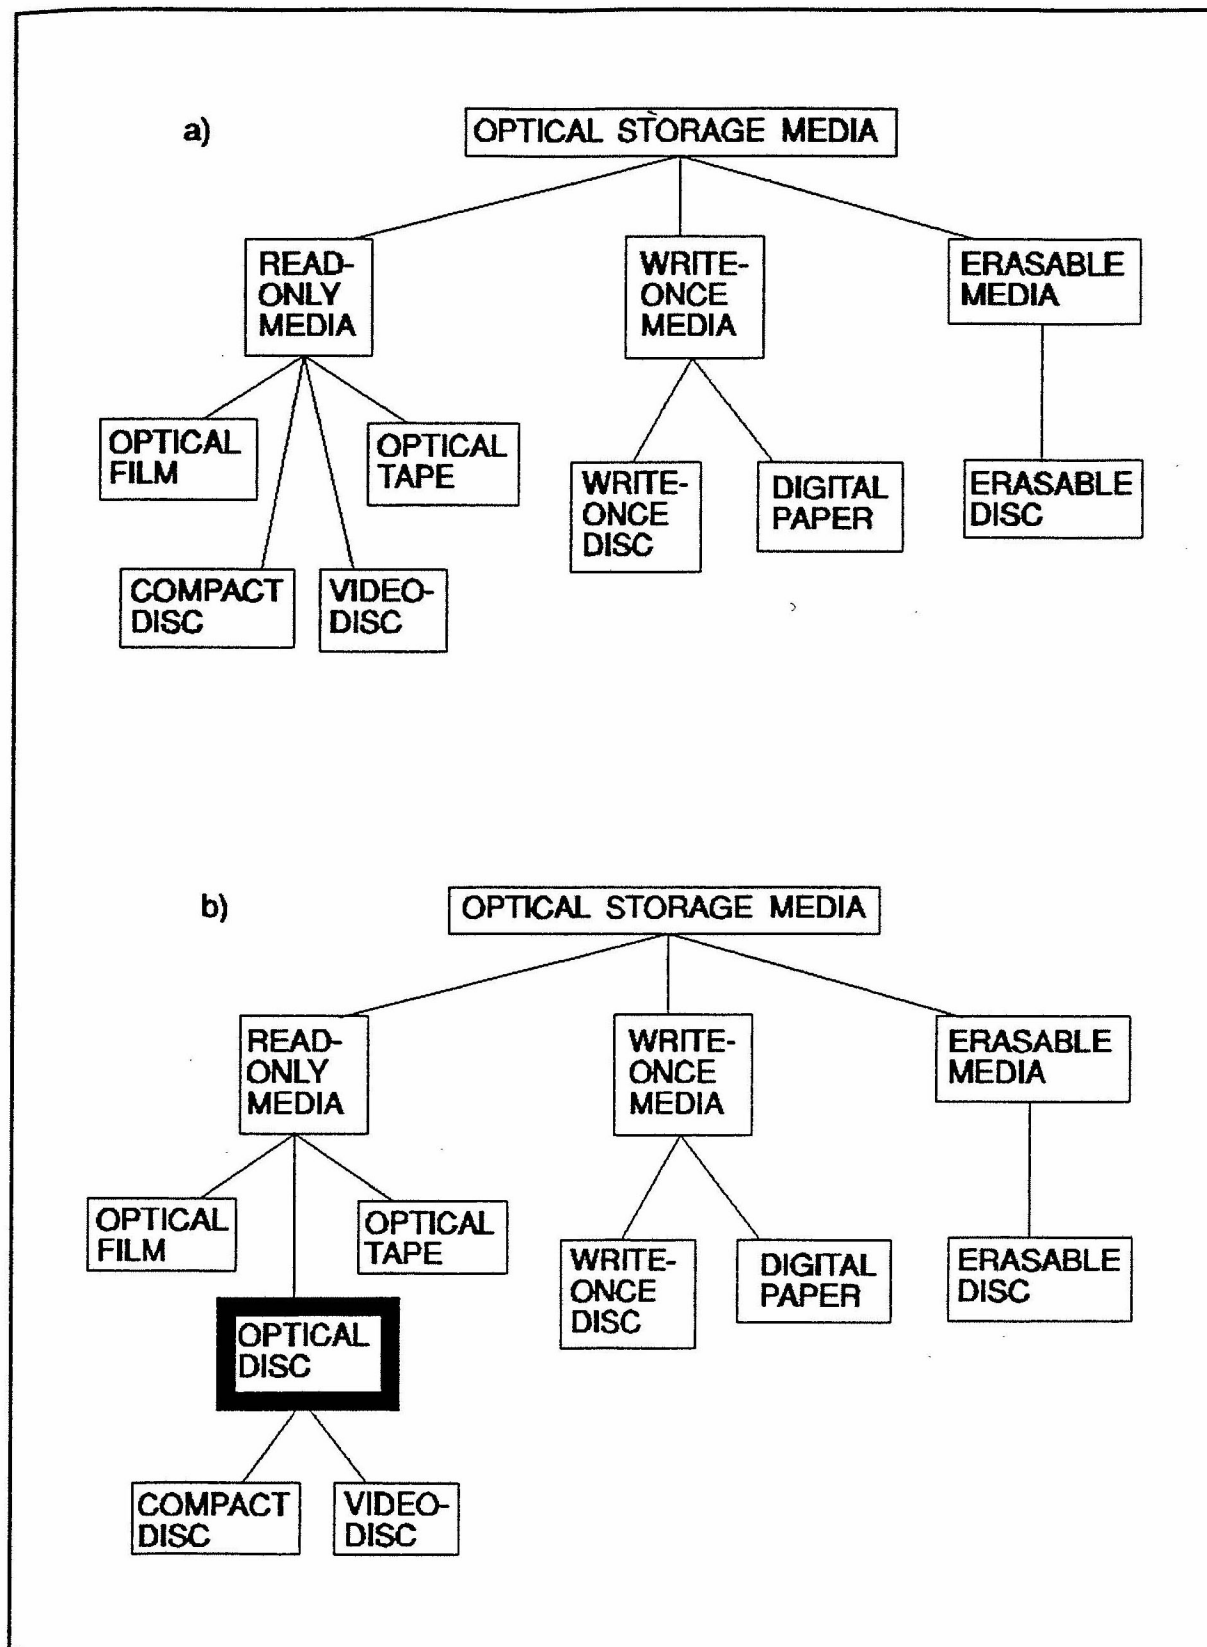 a)
OPTICAL STORAGE MEDIA
READ-
ONLY
MEDIA
WRITE-
ONCE
MEDIA
ERASABLE
MEDIA
OPTICAL
FILM
OPTICAL
TAPE
WRITE-
ONCE
DISC
DIGITAL
PAPER
ERASABLE
DISC
COMPACT
DISC
VIDEO-
DISC
b)
OPTICAL STORAGE MEDIA
READ-
ONLY
MEDIA
WRITE-
ONCE
MEDIA
ERASABLE
MEDIA
OPTICAL
FILM
OPTICAL
TAPE
WRITE-
ONCE
DISC
DIGITAL
PAPER
ERASABLE
DISC
OPTICAL
DISC
COMPACT
DISC
VIDEO-
DISC